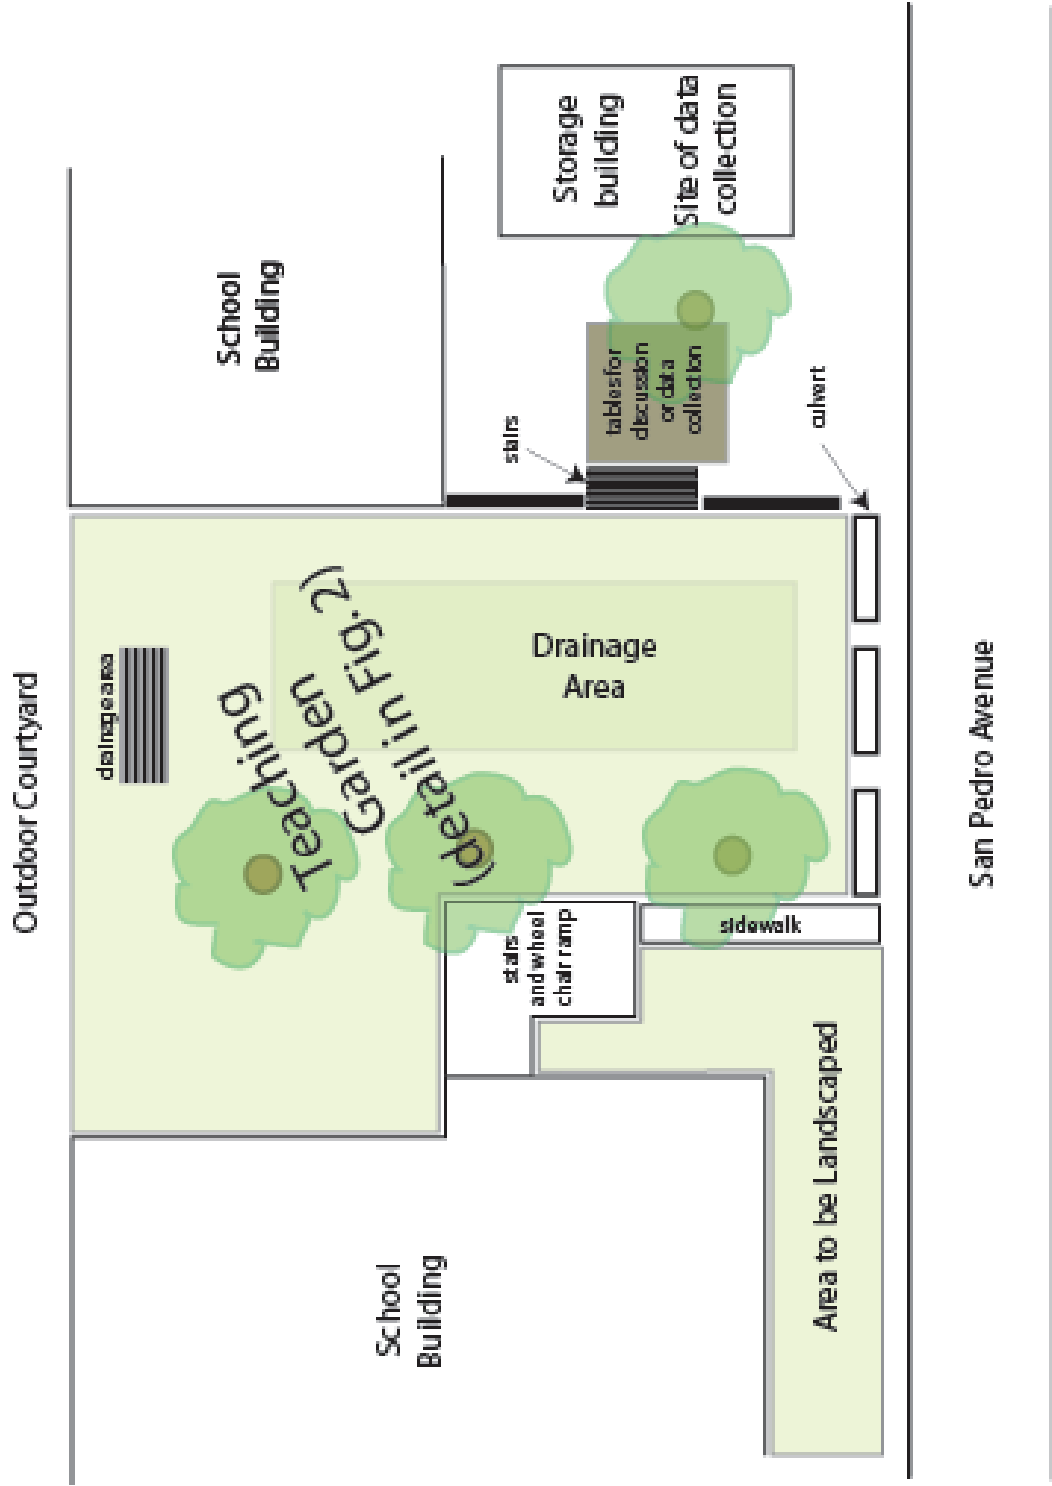 Outdoor Courtyard
School
Building
Storage
building
Site of data
collection
tables for
discussion
or data
collection
stairs
culvert
drainage area
Teaching
Garden
(detail in Fig. 2)
Drainage
Area
stairs
and wheel
chair ramp
sidewalk
School
Building
Area to be Landscaped
San Pedro Avenue